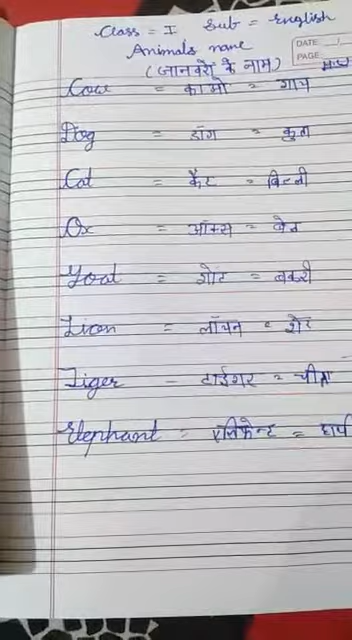 Class = I Sub = English
Animals name
(जानवरों के नाम)
DATE
PAGE
Cow = काओ = गाय
Dog = डॉग = कुता
Cat = कैट = बिल्ली
Ox = ऑक्स = बैल
Goat = गोट = बकरी
Lion = लॉयन = शेर
Tiger - टाईगर = चीता
Elephant = एलिफेन्ट =